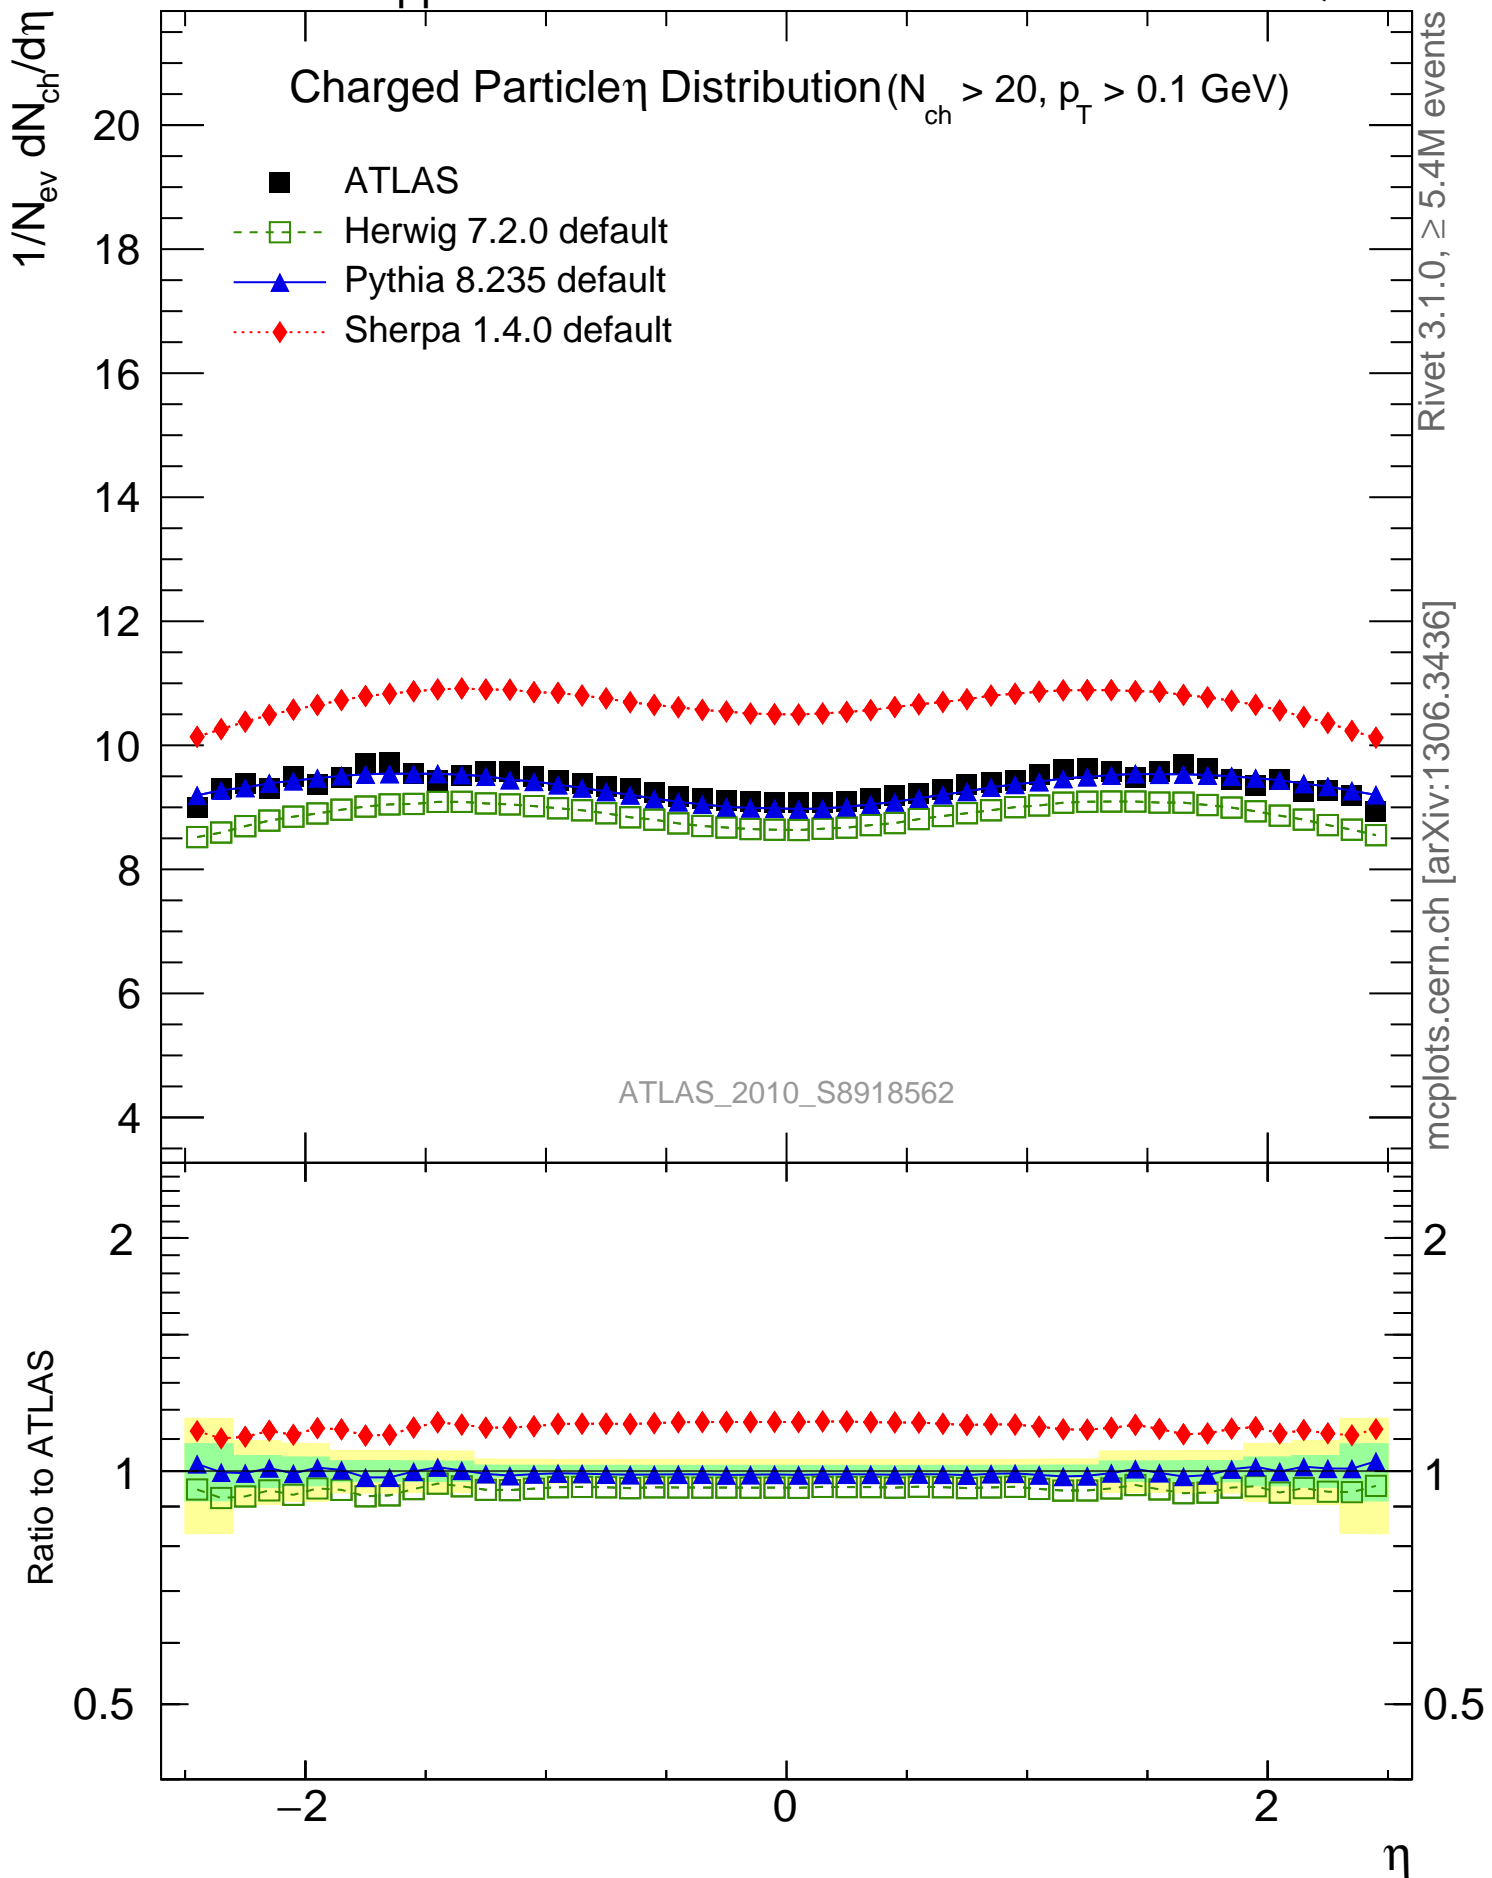 pp
1/N_ev dN_ch/dη
Charged Particleη Distribution (N_ch > 20, p_T > 0.1 GeV)
ATLAS
Herwig 7.2.0 default
Pythia 8.235 default
Sherpa 1.4.0 default
20
18
16
14
12
10
8
6
4
ATLAS_2010_S8918562
Rivet 3.1.0, ≥ 5.4M events
mcplots.cern.ch [arXiv:1306.3436]
Ratio to ATLAS
2
1
0.5
2
1
0.5
−2
0
2
η